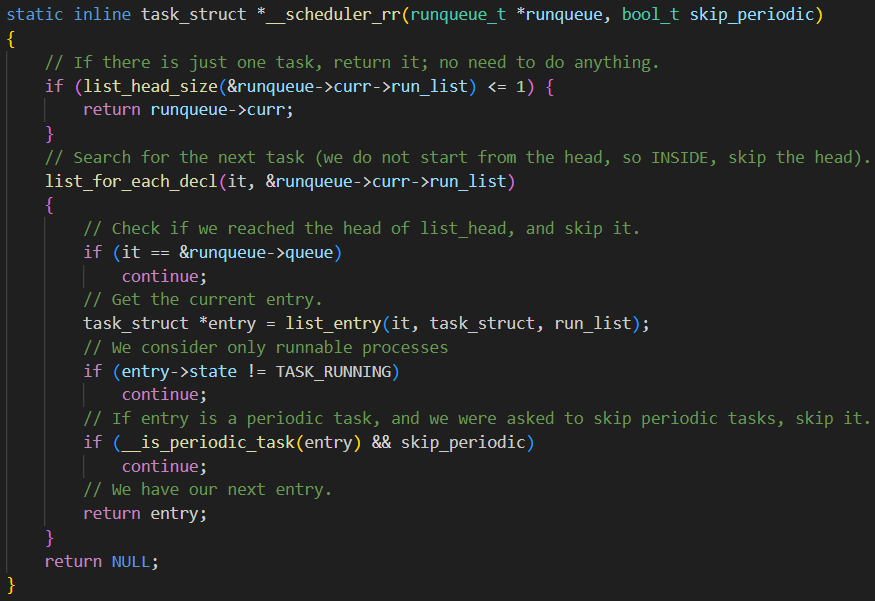 static inline task_struct *__scheduler_rr(runqueue_t *runqueue, bool_t skip_periodic)
{
    // If there is just one task, return it; no need to do anything.
    if (list_head_size(&runqueue->curr->run_list) <= 1) {
        return runqueue->curr;
    }
    // Search for the next task (we do not start from the head, so INSIDE, skip the head).
    list_for_each_decl(it, &runqueue->curr->run_list)
    {
        // Check if we reached the head of list_head, and skip it.
        if (it == &runqueue->queue)
            continue;
        // Get the current entry.
        task_struct *entry = list_entry(it, task_struct, run_list);
        // We consider only runnable processes
        if (entry->state != TASK_RUNNING)
            continue;
        // If entry is a periodic task, and we were asked to skip periodic tasks, skip it.
        if (__is_periodic_task(entry) && skip_periodic)
            continue;
        // We have our next entry.
        return entry;
    }
    return NULL;
}